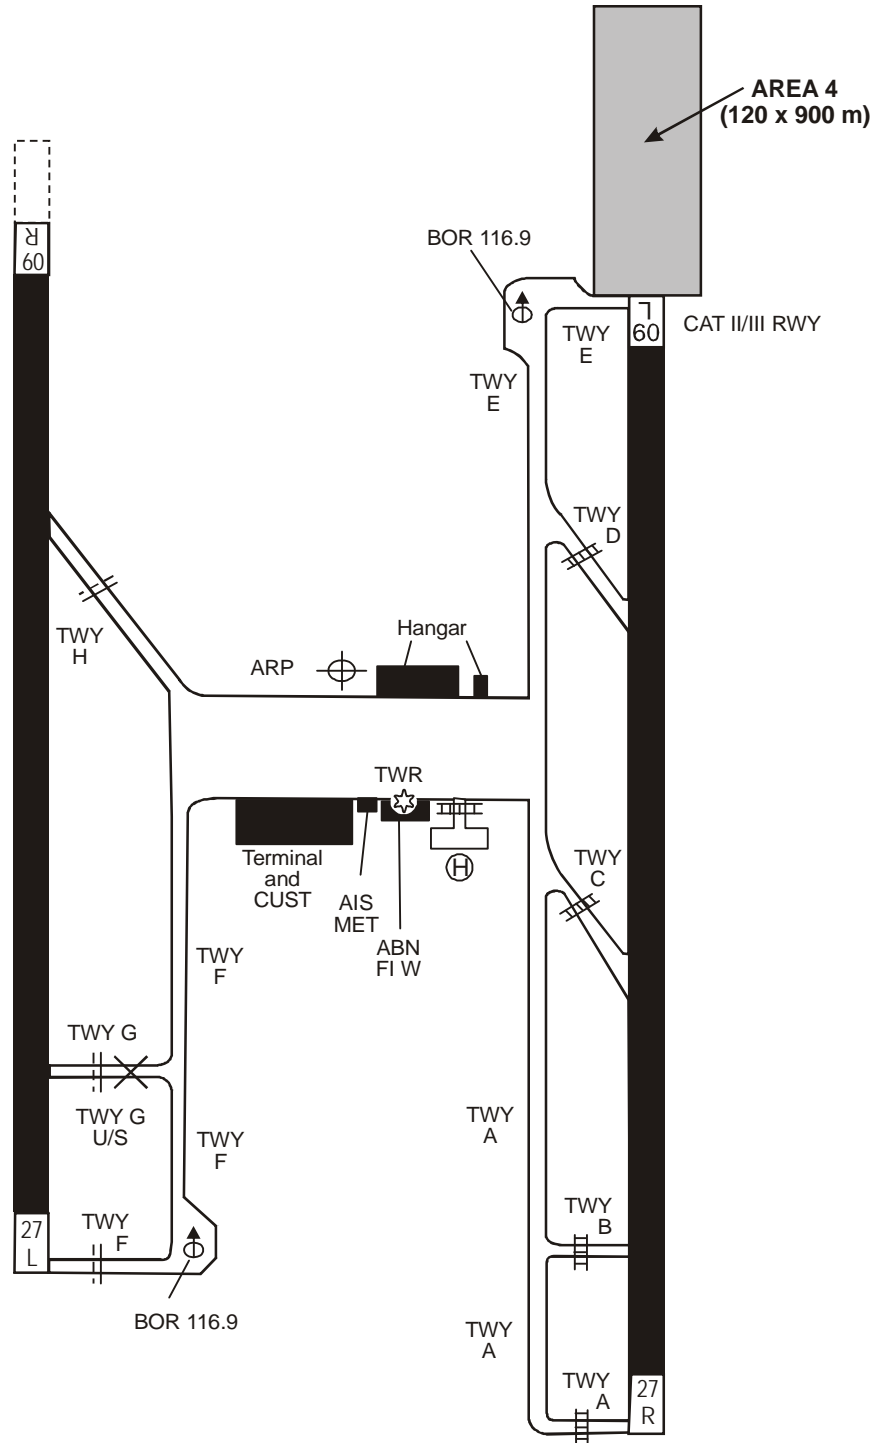 AREA 4
(120 x 900 m)
BOR 116.9
09
R
09
L
CAT II/III RWY
TWY
E
TWY
E
TWY
D
TWY
H
ARP
Hangar
TWR
Terminal
and
CUST
AIS
MET
ABN
FI W
H
TWY
C
TWY
F
TWY G
TWY G
U/S
TWY
F
TWY
A
TWY
B
TWY
F
27
L
BOR 116.9
TWY
A
TWY
A
27
R